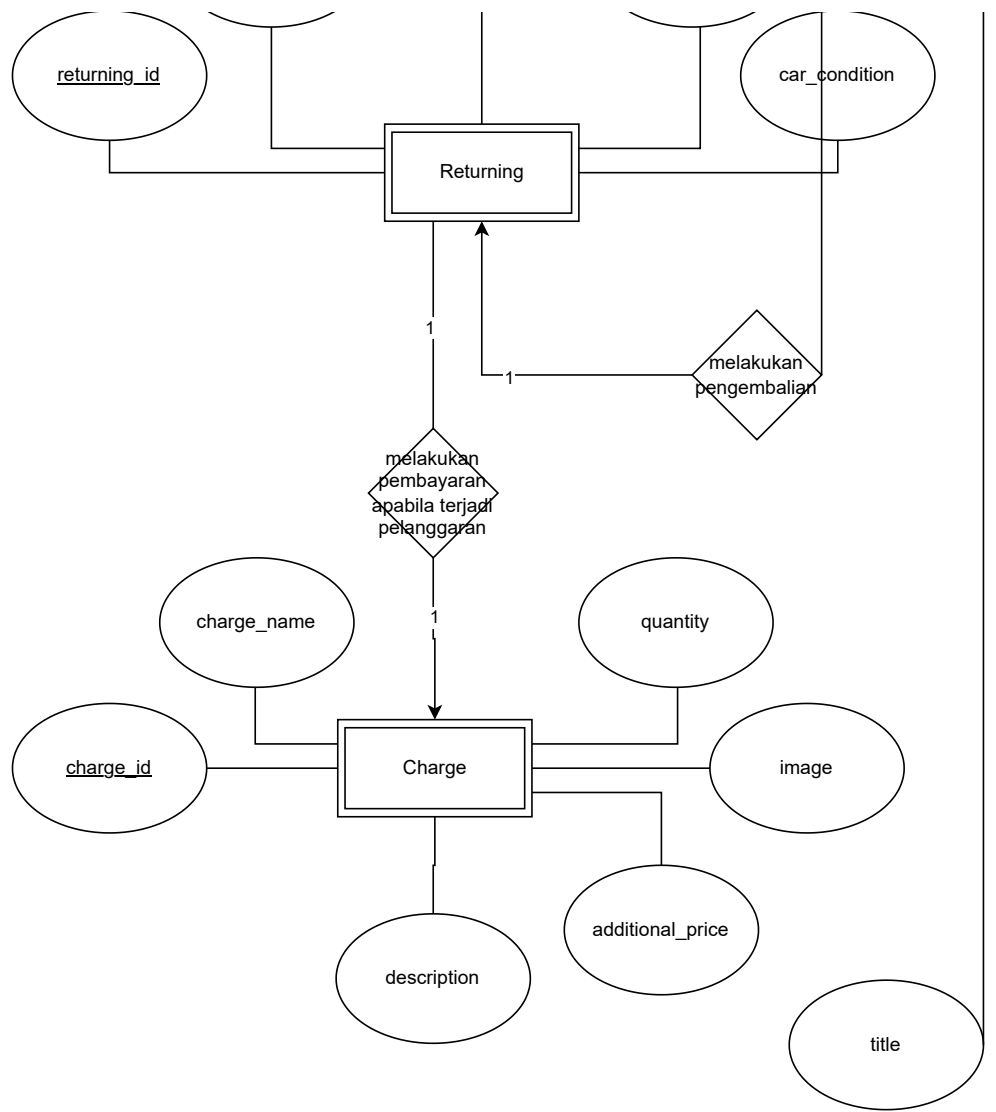 returning_id
car_condition
Returning
1
melakukan
pengembalian
1
melakukan
pembayaran
apabila terjadi
pelanggaran
1
charge_name
quantity
charge_id
Charge
image
additional_price
description
title